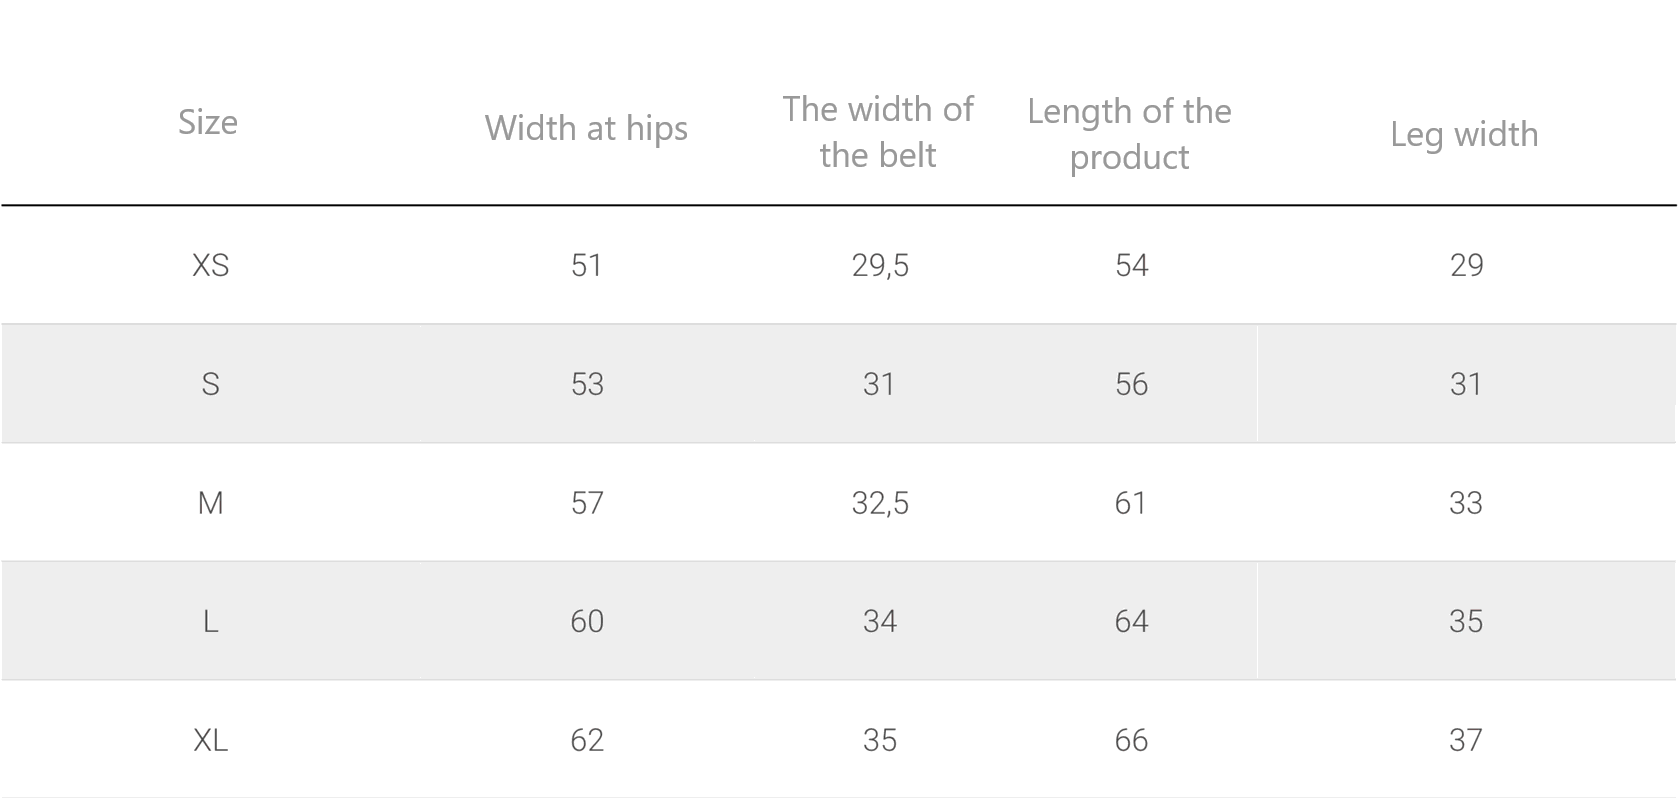 Size Width at hips The width of the belt Length of the product Leg width
XS 51 29,5 54 29
S 53 31 56 31
M 57 32,5 61 33
L 60 34 64 35
XL 62 35 66 37